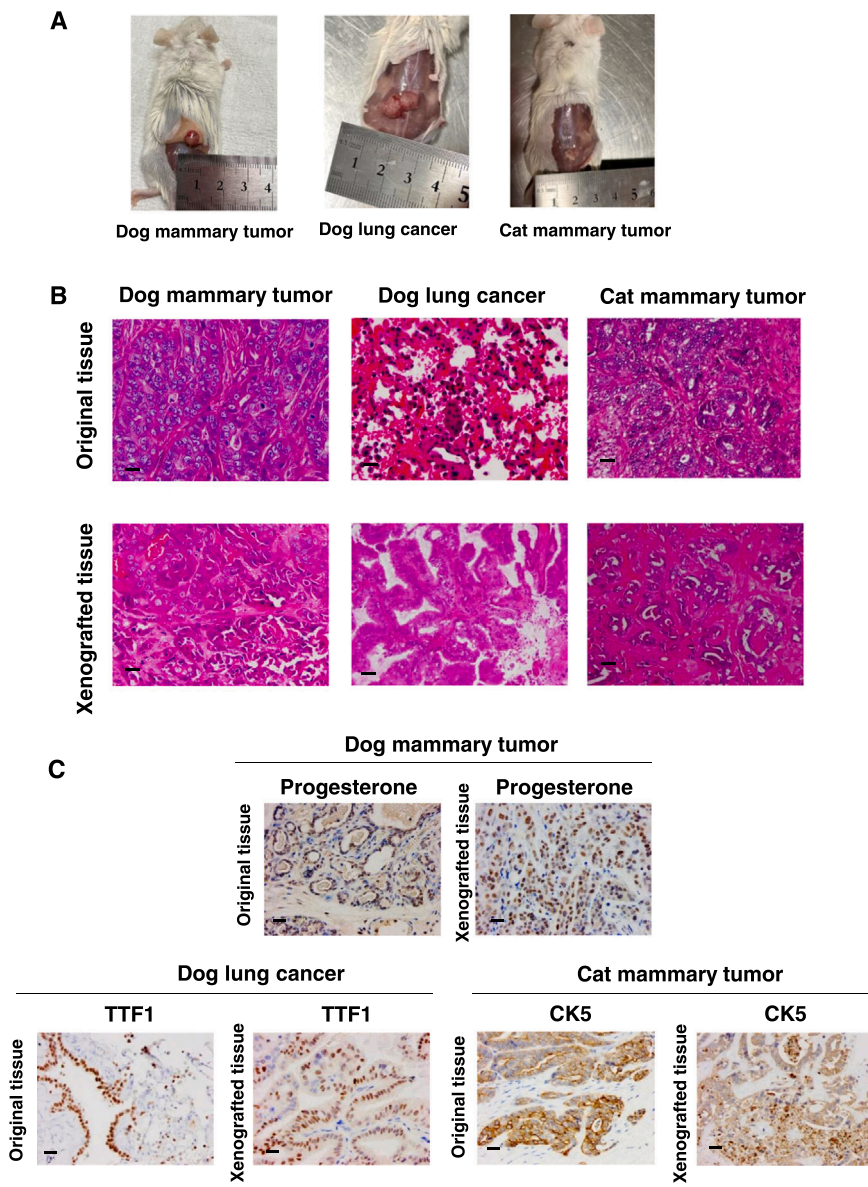 A
1 2 3 4
1 2 3 4 5
1 2 3 4 5
Dog mammary tumor
Dog lung cancer
Cat mammary tumor
B
Dog mammary tumor
Dog lung cancer
Cat mammary tumor
Original tissue
Xenografted tissue
C
Dog mammary tumor
Progesterone
Progesterone
Original tissue
Xenografted tissue
Dog lung cancer
Cat mammary tumor
TTF1
TTF1
CK5
CK5
Original tissue
Xenografted tissue
Original tissue
Xenografted tissue